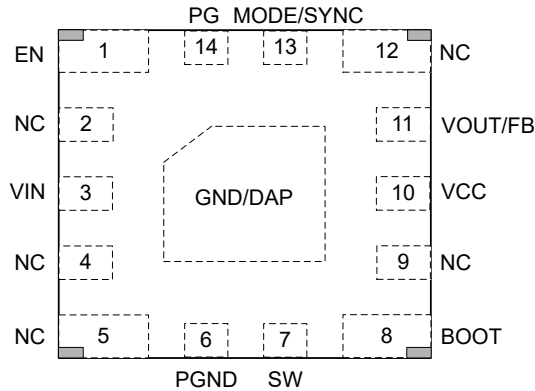 PG MODE/SYNC
EN 1 14 13 12 NC
NC 2 11 VOUT/FB
VIN 3 GND/DAP 10 VCC
NC 4 9 NC
NC 5 6 7 8 BOOT
PGND SW